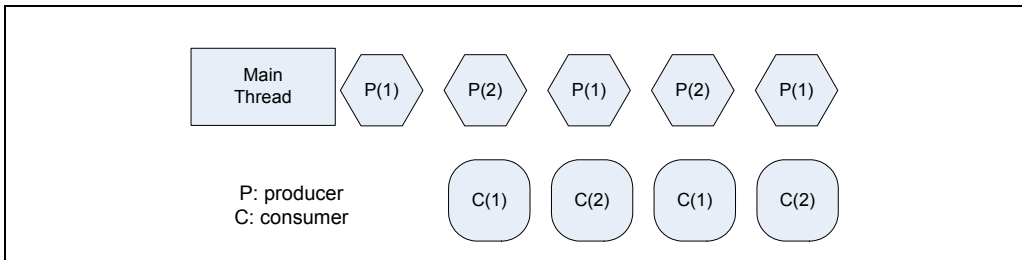 Main
Thread
P(1)
P(2)
P(1)
P(2)
P(1)
P: producer
C: consumer
C(1)
C(2)
C(1)
C(2)